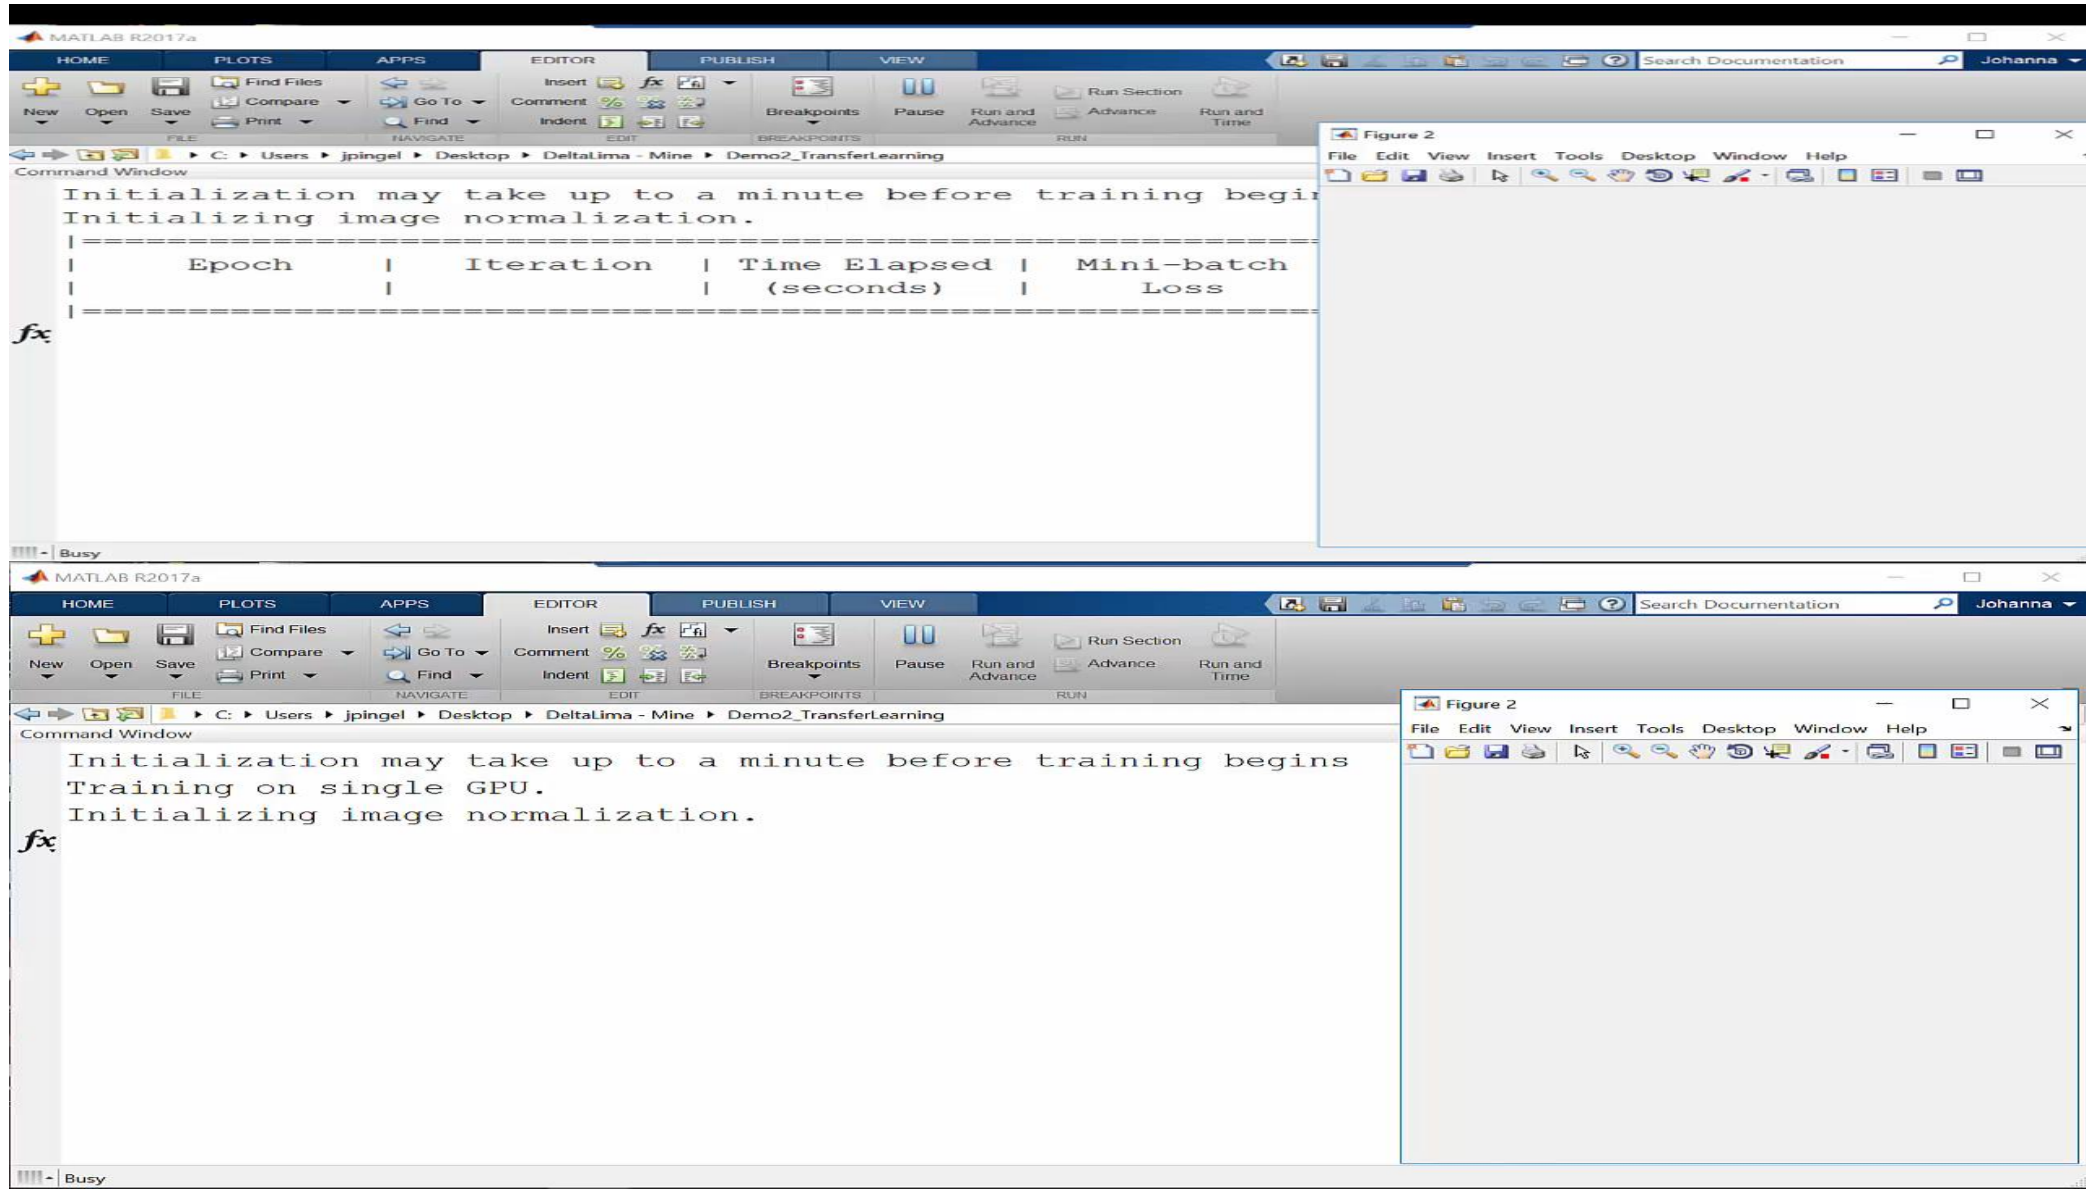 MATLAB R2017a
HOME PLOTS APPS EDITOR PUBLISH VIEW Search Documentation Johanna
Find Files Insert fx
Compare Go To Comment Run Section
New Open Save Print Find Indent Breakpoints Pause Run and Advance Advance Run and Time
FILE NAVIGATE EDIT BREAKPOINTS RUN
C: Users jpingel Desktop DeltaLima - Mine Demo2_TransferLearning
Command Window
Initialization may take up to a minute before training begin
Initializing image normalization.
|=======================================================================
| Epoch | Iteration | Time Elapsed | Mini-batch
| | | (seconds) | Loss
|=======================================================================
fx
Busy
Figure 2
File Edit View Insert Tools Desktop Window Help
MATLAB R2017a
HOME PLOTS APPS EDITOR PUBLISH VIEW Search Documentation Johanna
Find Files Insert fx
Compare Go To Comment Run Section
New Open Save Print Find Indent Breakpoints Pause Run and Advance Advance Run and Time
FILE NAVIGATE EDIT BREAKPOINTS RUN
C: Users jpingel Desktop DeltaLima - Mine Demo2_TransferLearning
Command Window
Initialization may take up to a minute before training begins
Training on single GPU.
Initializing image normalization.
fx
Busy
Figure 2
File Edit View Insert Tools Desktop Window Help